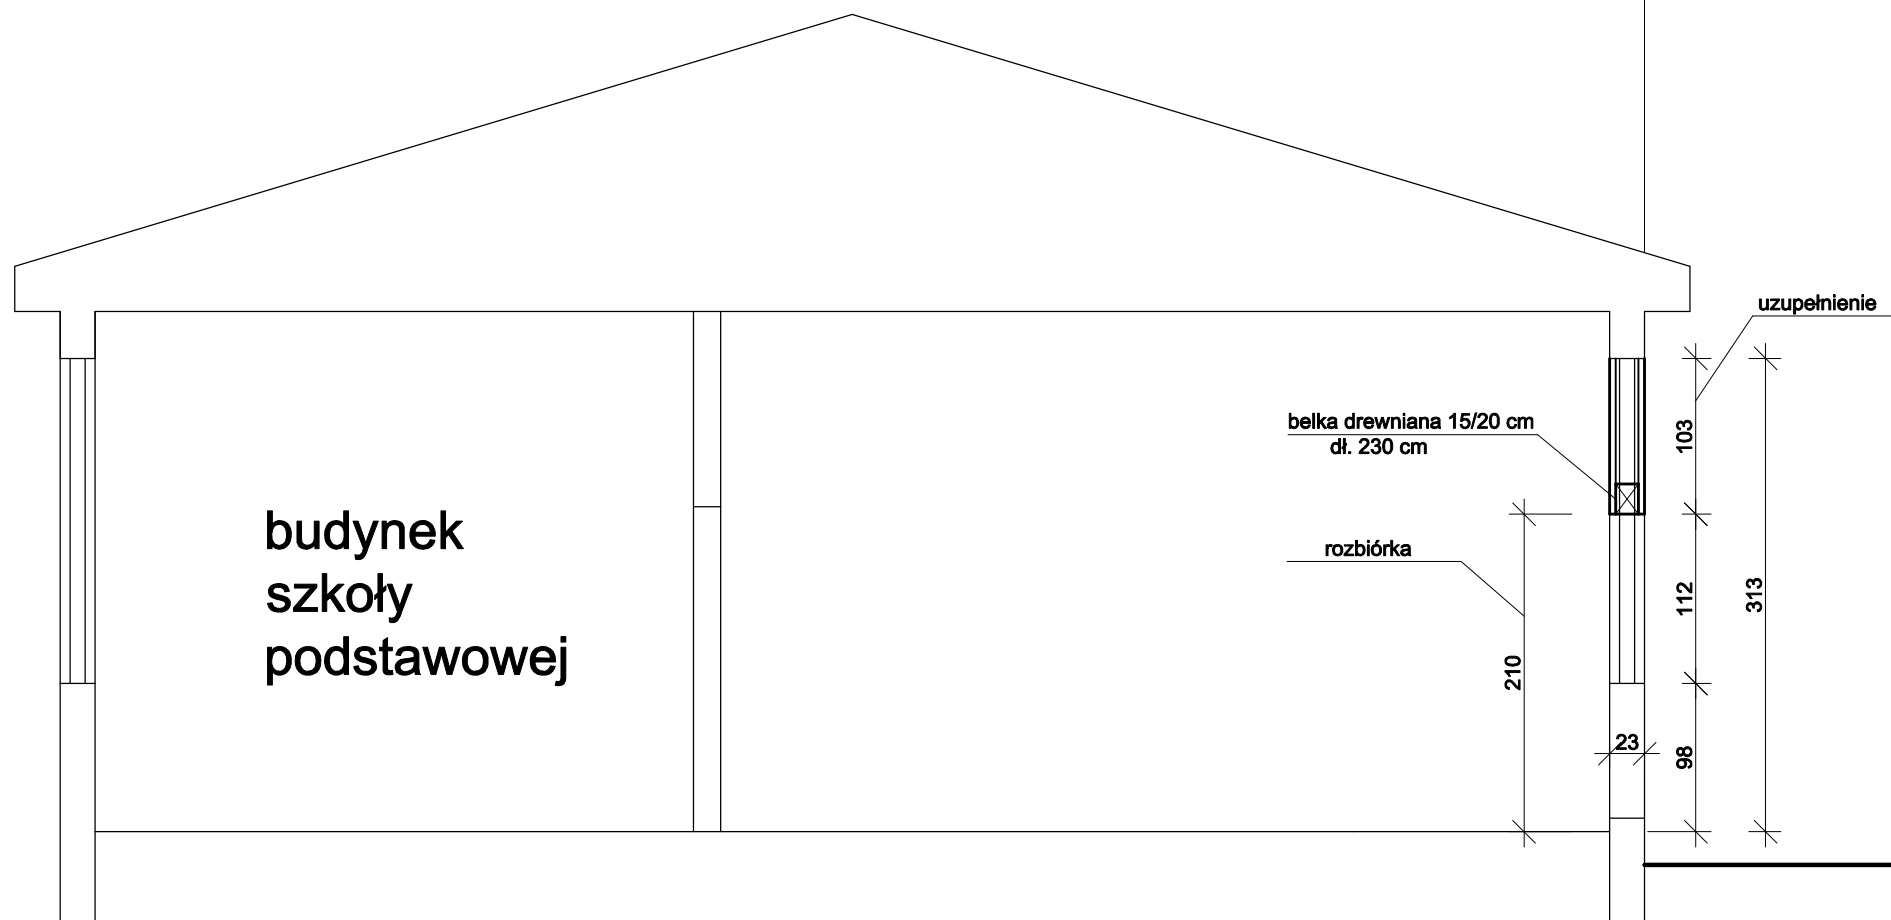 uzupełnienie
belka drewniana 15/20 cm
dł. 230 cm
103
budynek
szkoły
podstawowej
rozbiórka
112
313
210
23
98